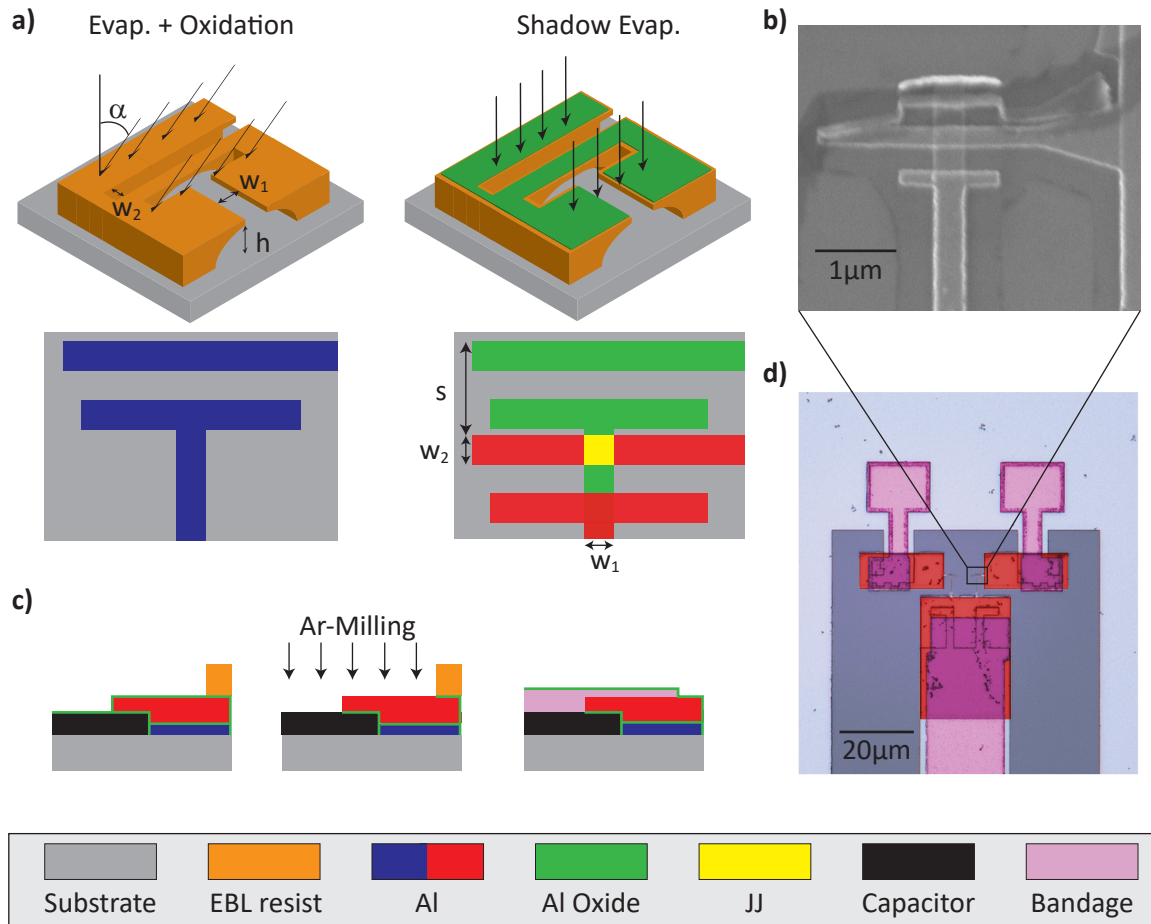 a)
Evap. + Oxidation
Shadow Evap.
α
w₂
w₁
h
s
w₂
w₁
b)
1μm
c)
Ar-Milling
d)
20μm
Substrate
EBL resist
Al
Al Oxide
JJ
Capacitor
Bandage